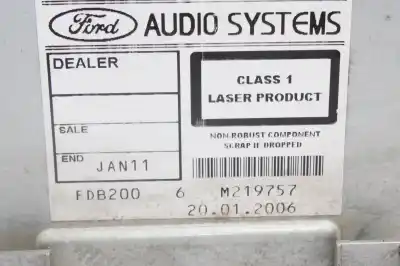 Ford AUDIO SYSTEMS
DEALER
CLASS 1
LASER PRODUCT
SALE
NON-ROBUST COMPONENT
SCRAP IF DROPPED
END JAN11
FDB200 6 M219757
20.01.2006